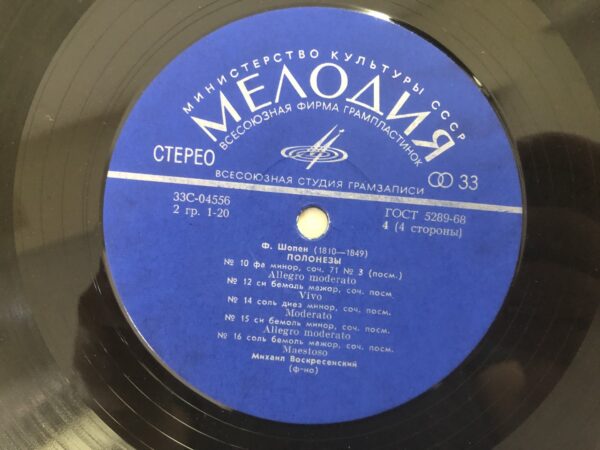 МИНИСТЕРСТВО КУЛЬТУРЫ СССР
МЕЛОДИЯ
ВСЕСОЮЗНАЯ ФИРМА ГРАМПЛАСТИНОК
СТЕРЕО
33
ВСЕСОЮЗНАЯ СТУДИЯ ГРАМЗАПИСИ
33С-04556
2 гр. 1-20
ГОСТ 5289-68
4 (4 стороны)
Ф. Шопен (1810—1849)
ПОЛОНЕЗЫ
№ 10 фа минор, соч. 71 № 3 (посм.)
Allegro moderato
№ 12 си бемоль мажор, соч. посм.
Vivo
№ 14 соль диез минор, соч. посм.
Moderato
№ 15 си бемоль минор, соч. посм.
Allegro moderato
№ 16 соль бемоль мажор, соч. посм.
Maestoso
Михаил Воскресенский
(ф-но)